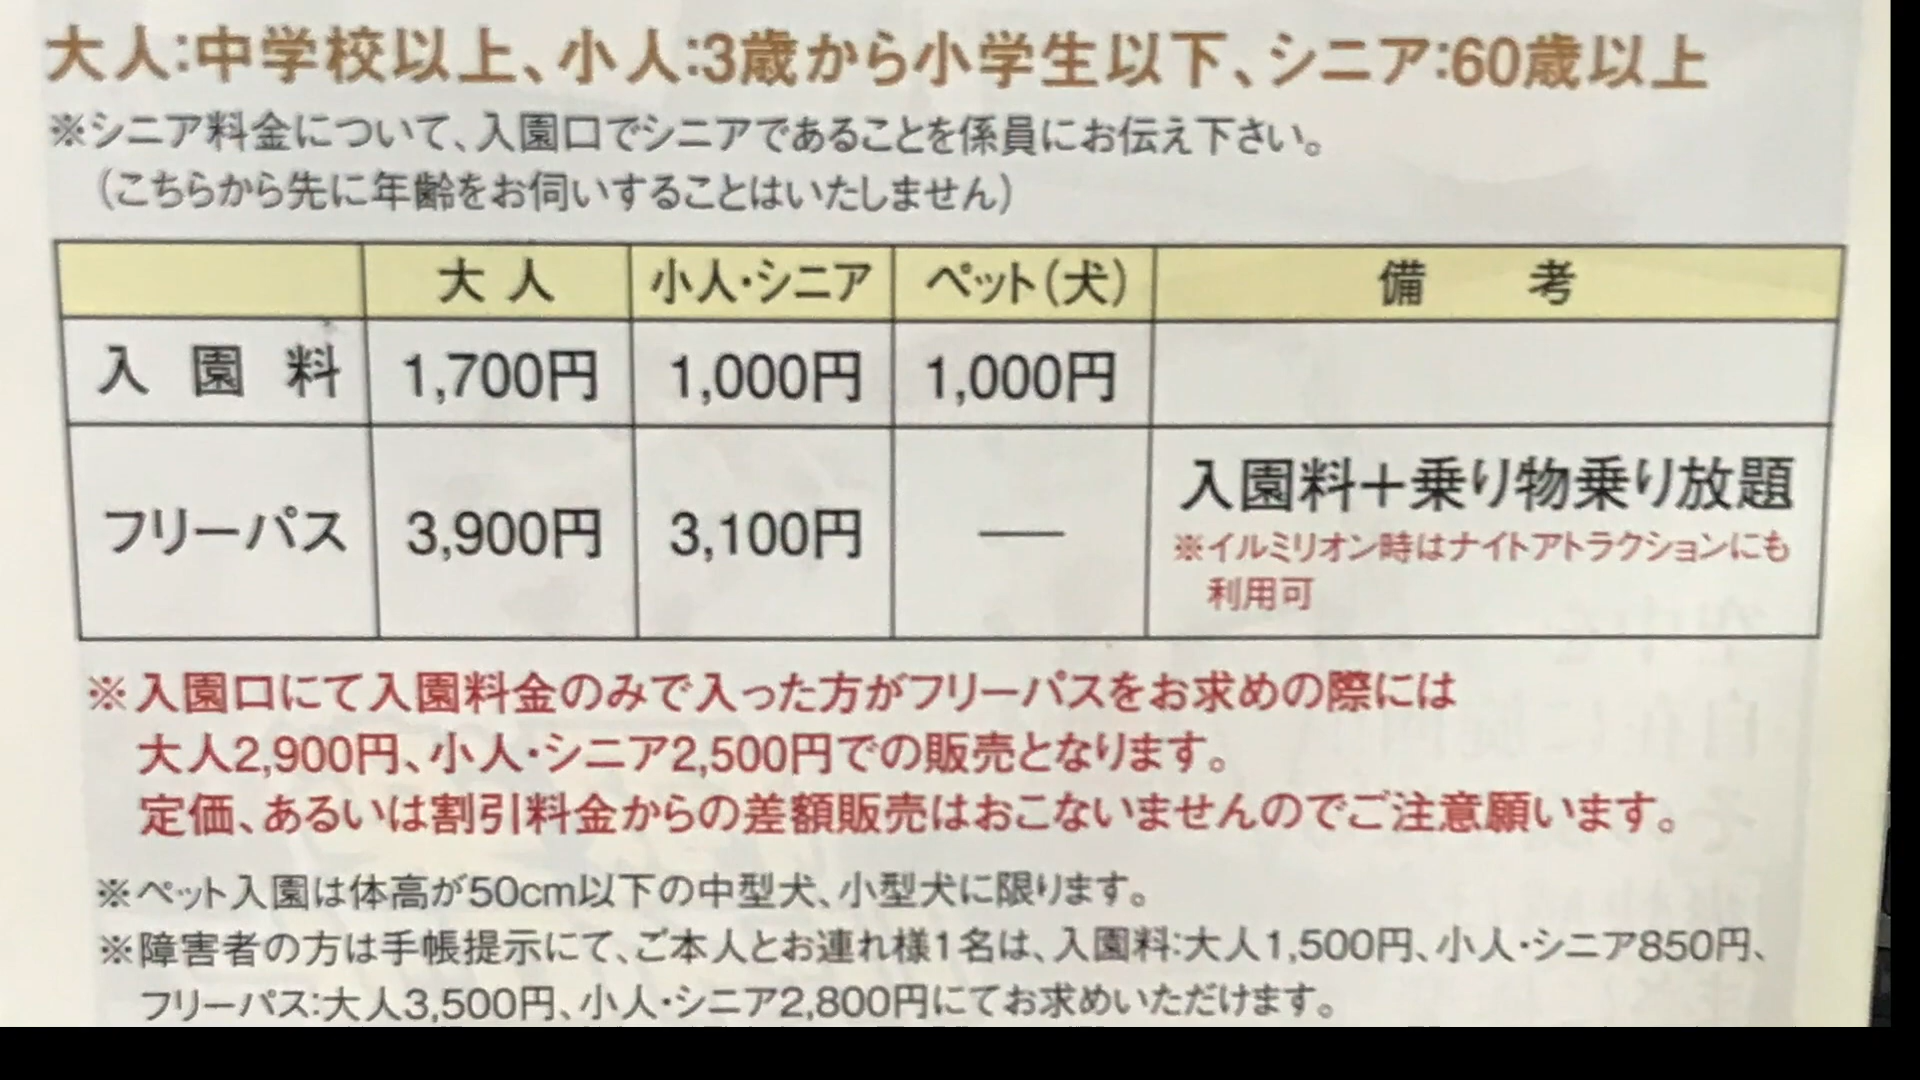 大人:中学校以上、小人:3歳から小学生以下、シニア:60歳以上
※シニア料金について、入園口でシニアであることを係員にお伝え下さい。
（こちらから先に年齢をお伺いすることはいたしません）
大人 小人・シニア ペット（犬） 備考
入園料 1,700円 1,000円 1,000円
フリーパス 3,900円 3,100円 — 入園料＋乗り物乗り放題
※イルミリオン時はナイトアトラクションにも
利用可
※入園口にて入園料金のみで入った方がフリーパスをお求めの際には
大人2,900円、小人・シニア2,500円での販売となります。
定価、あるいは割引料金からの差額販売はおこないませんのでご注意願います。
※ペット入園は体高が50cm以下の中型犬、小型犬に限ります。
※障害者の方は手帳提示にて、ご本人とお連れ様1名は、入園料:大人1,500円、小人・シニア850円、
フリーパス:大人3,500円、小人・シニア2,800円にてお求めいただけます。